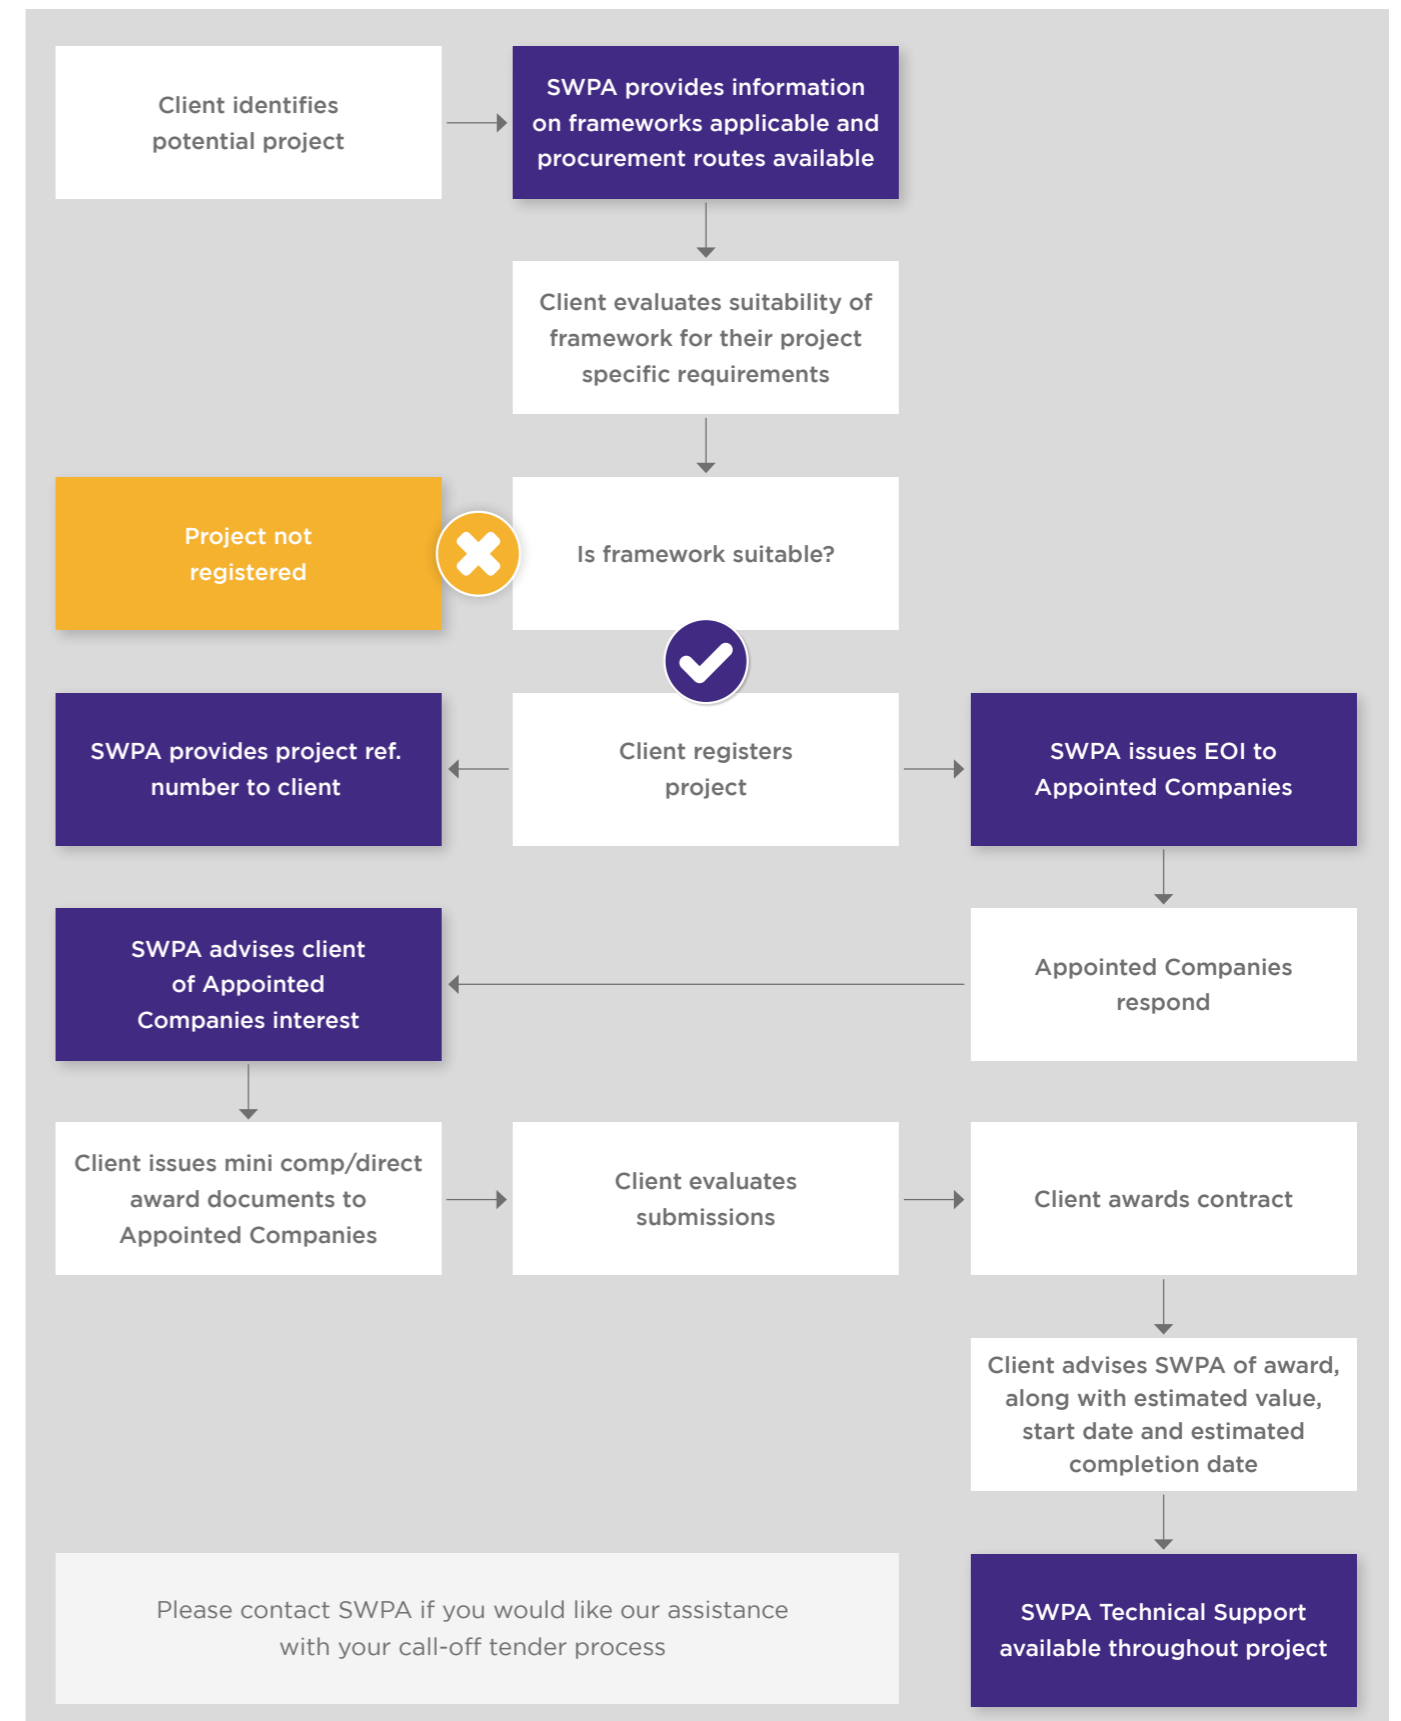 Client identifies
potential project
SWPA provides information
on frameworks applicable and
procurement routes available
Client evaluates suitability of
framework for their project
specific requirements
Project not
registered
Is framework suitable?
SWPA provides project ref.
number to client
Client registers
project
SWPA issues EOI to
Appointed Companies
SWPA advises client
of Appointed
Companies interest
Appointed Companies
respond
Client issues mini comp/direct
award documents to
Appointed Companies
Client evaluates
submissions
Client awards contract
Client advises SWPA of award,
along with estimated value,
start date and estimated
completion date
Please contact SWPA if you would like our assistance
with your call-off tender process
SWPA Technical Support
available throughout project